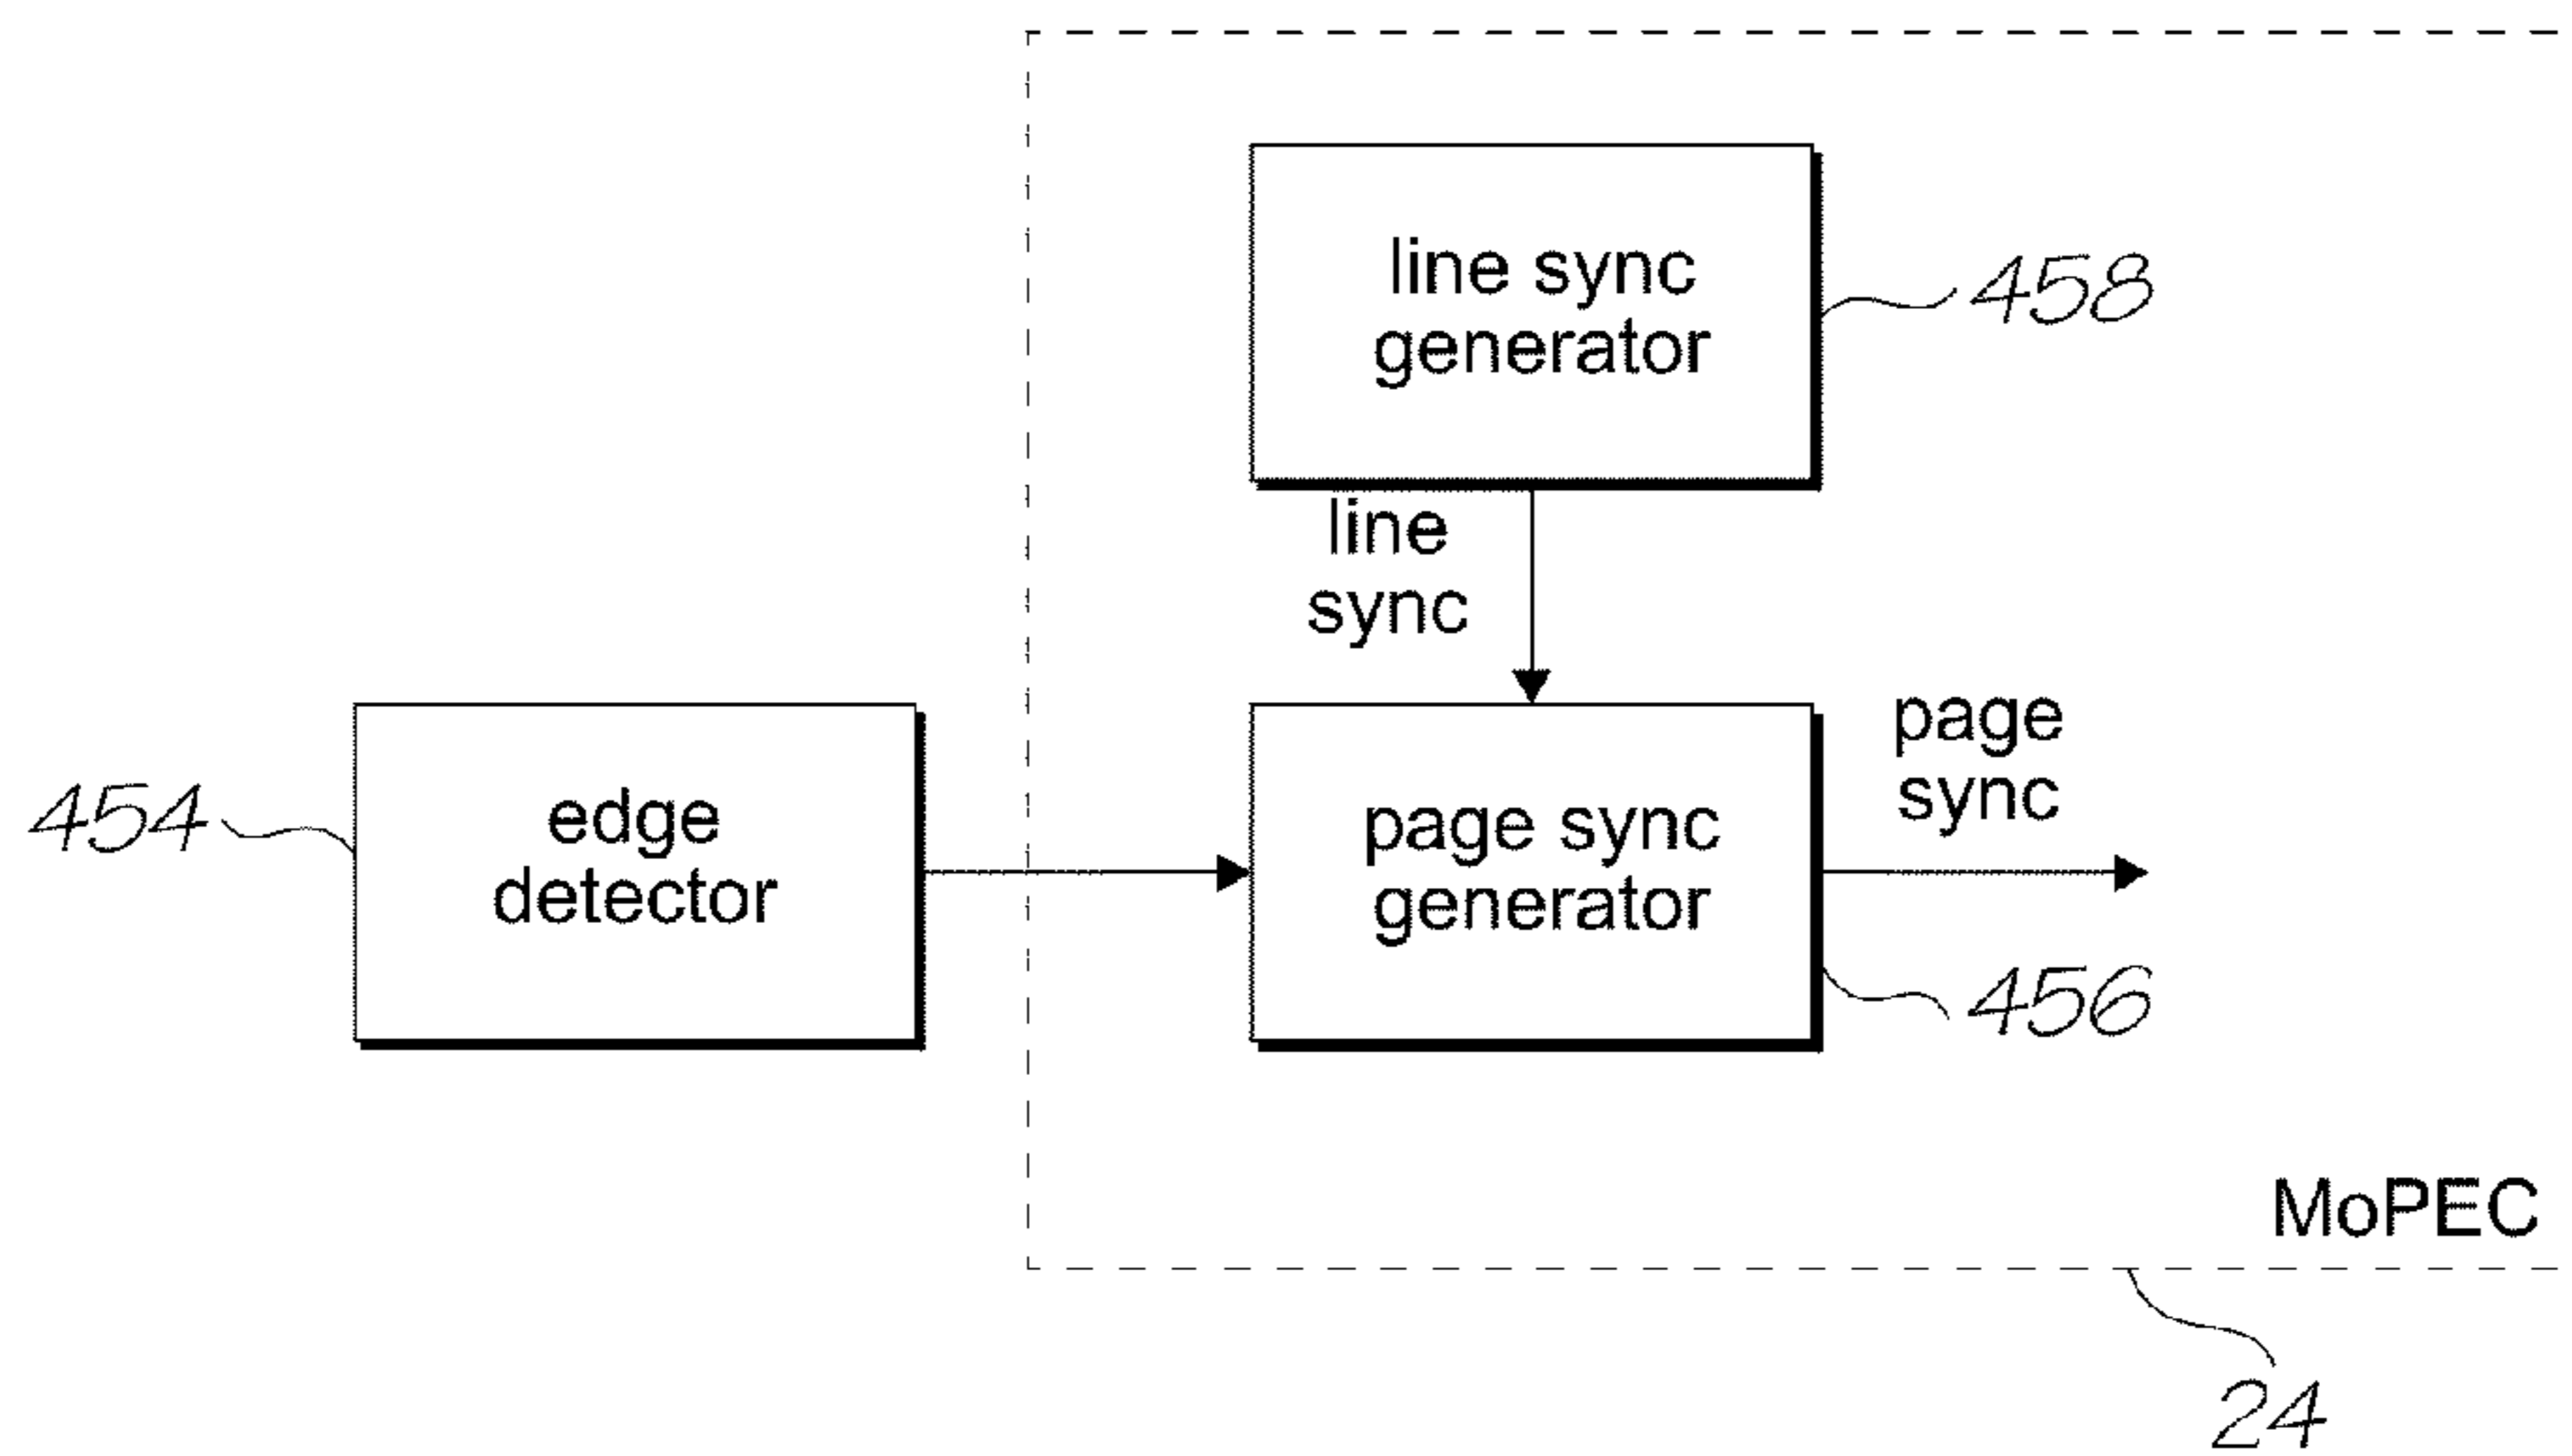 line sync
generator
458
line
sync
page
sync
454
edge
detector
page sync
generator
456
MoPEC
24